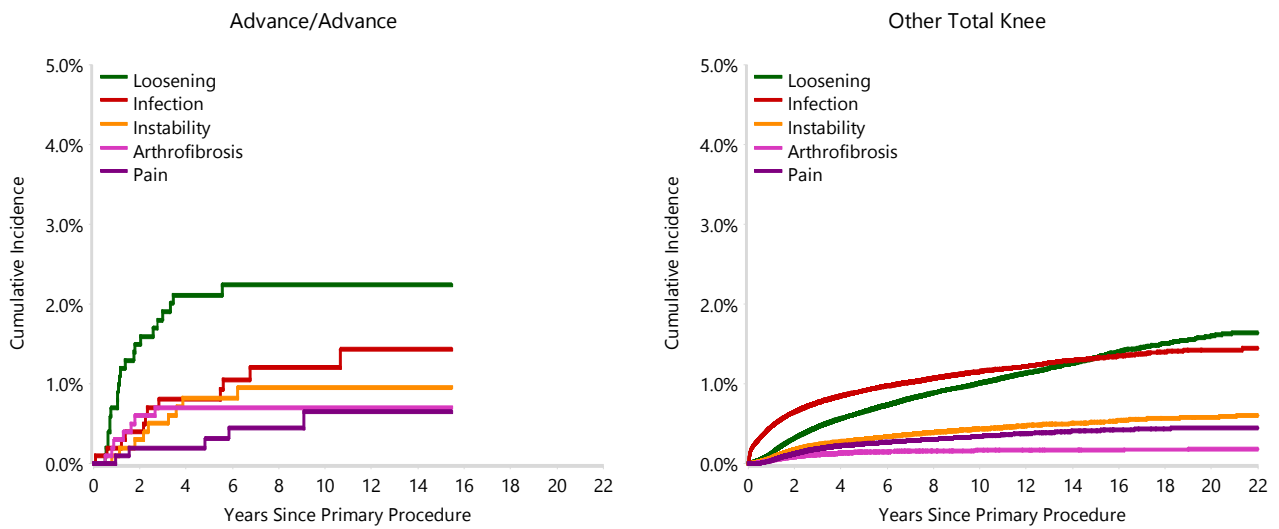 Advance/Advance
5.0%
4.0%
3.0%
2.0%
1.0%
0.0%
Cumulative Incidence
Loosening
Infection
Instability
Arthrofibrosis
Pain
0 2 4 6 8 10 12 14 16 18 20 22
Years Since Primary Procedure
Other Total Knee
5.0%
4.0%
3.0%
2.0%
1.0%
0.0%
Cumulative Incidence
Loosening
Infection
Instability
Arthrofibrosis
Pain
0 2 4 6 8 10 12 14 16 18 20 22
Years Since Primary Procedure